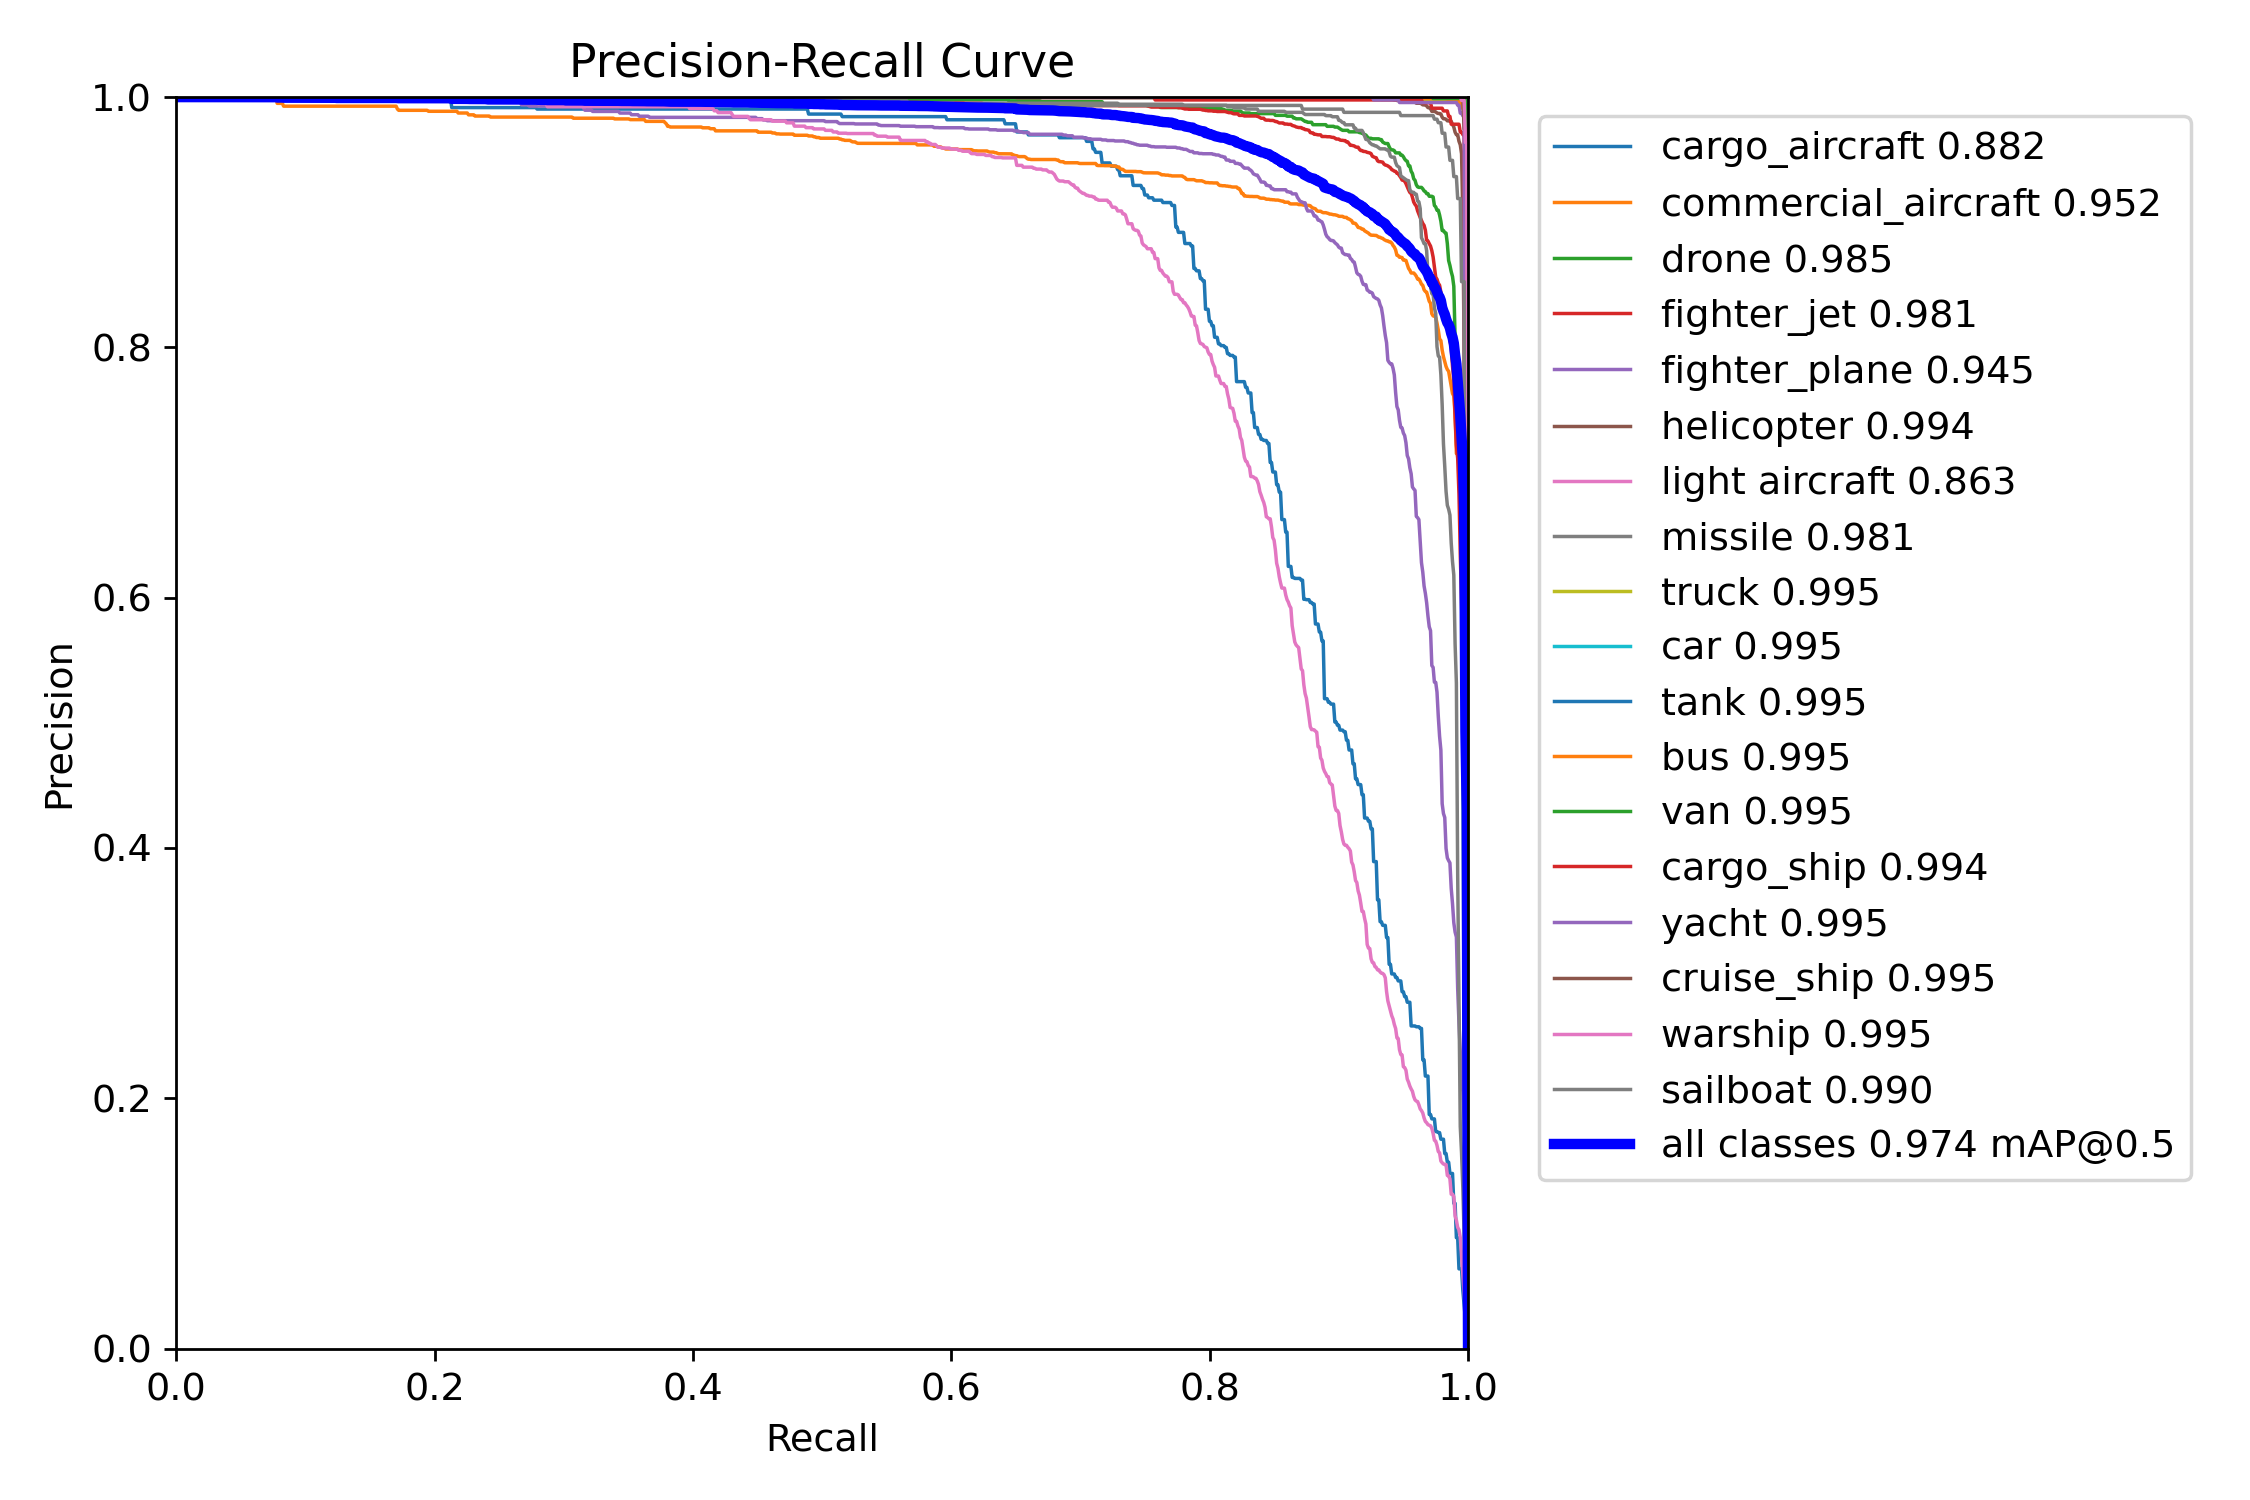 Precision-Recall Curve
1.0
0.8
0.6
0.4
0.2
0.0
Precision
0.0 0.2 0.4 0.6 0.8 1.0
Recall
cargo_aircraft 0.882
commercial_aircraft 0.952
drone 0.985
fighter_jet 0.981
fighter_plane 0.945
helicopter 0.994
light aircraft 0.863
missile 0.981
truck 0.995
car 0.995
tank 0.995
bus 0.995
van 0.995
cargo_ship 0.994
yacht 0.995
cruise_ship 0.995
warship 0.995
sailboat 0.990
all classes 0.974 mAP@0.5